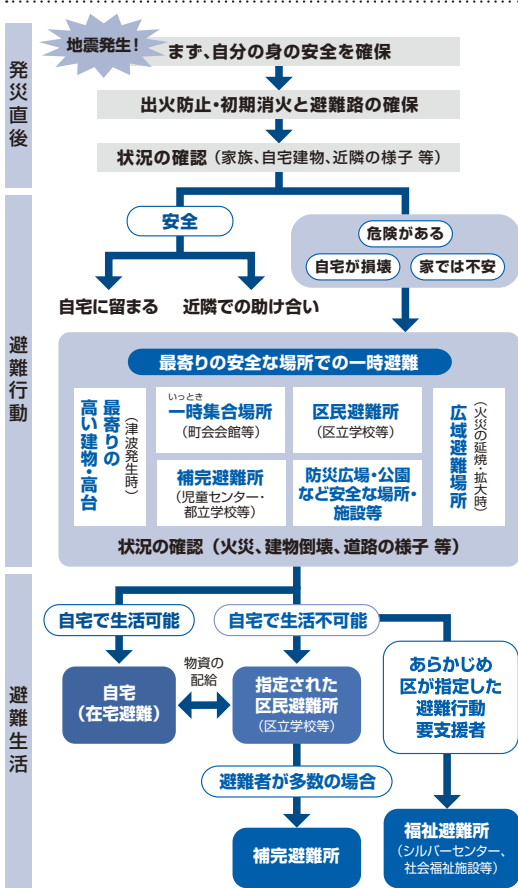 発災直後
地震発生!
まず、自分の身の安全を確保
出火防止・初期消火と避難路の確保
状況の確認（家族、自宅建物、近隣の様子 等）
避難行動
安全
危険がある
自宅が損壊
家では不安
自宅に留まる
近隣での助け合い
最寄りの安全な場所での一時避難
最寄りの
高い建物・高台
（津波発生時）
いっとき
一時集合場所
（町会会館等）
区民避難所
（区立学校等）
補完避難所
（児童センター・
都立学校等）
防災広場・公園
など安全な場所・
施設等
広域避難場所
（火災の延焼・拡大時）
状況の確認（火災、建物倒壊、道路の様子 等）
避難生活
自宅で生活可能
自宅で生活不可能
自宅
（在宅避難）
物資の
配給
指定された
区民避難所
（区立学校等）
あらかじめ
区が指定した
避難行動
要支援者
避難者が多数の場合
補完避難所
福祉避難所
（シルバーセンター、
社会福祉施設等）